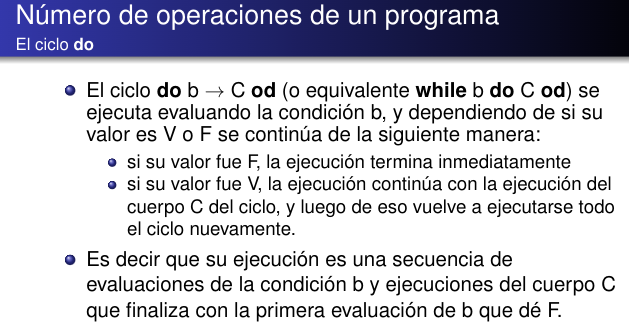 Número de operaciones de un programa
El ciclo do
El ciclo do b → C od (o equivalente while b do C od) se
ejecuta evaluando la condición b, y dependiendo de si su
valor es V o F se continúa de la siguiente manera:
si su valor fue F, la ejecución termina inmediatamente
si su valor fue V, la ejecución continúa con la ejecución del
cuerpo C del ciclo, y luego de eso vuelve a ejecutarse todo
el ciclo nuevamente.
Es decir que su ejecución es una secuencia de
evaluaciones de la condición b y ejecuciones del cuerpo C
que finaliza con la primera evaluación de b que dé F.